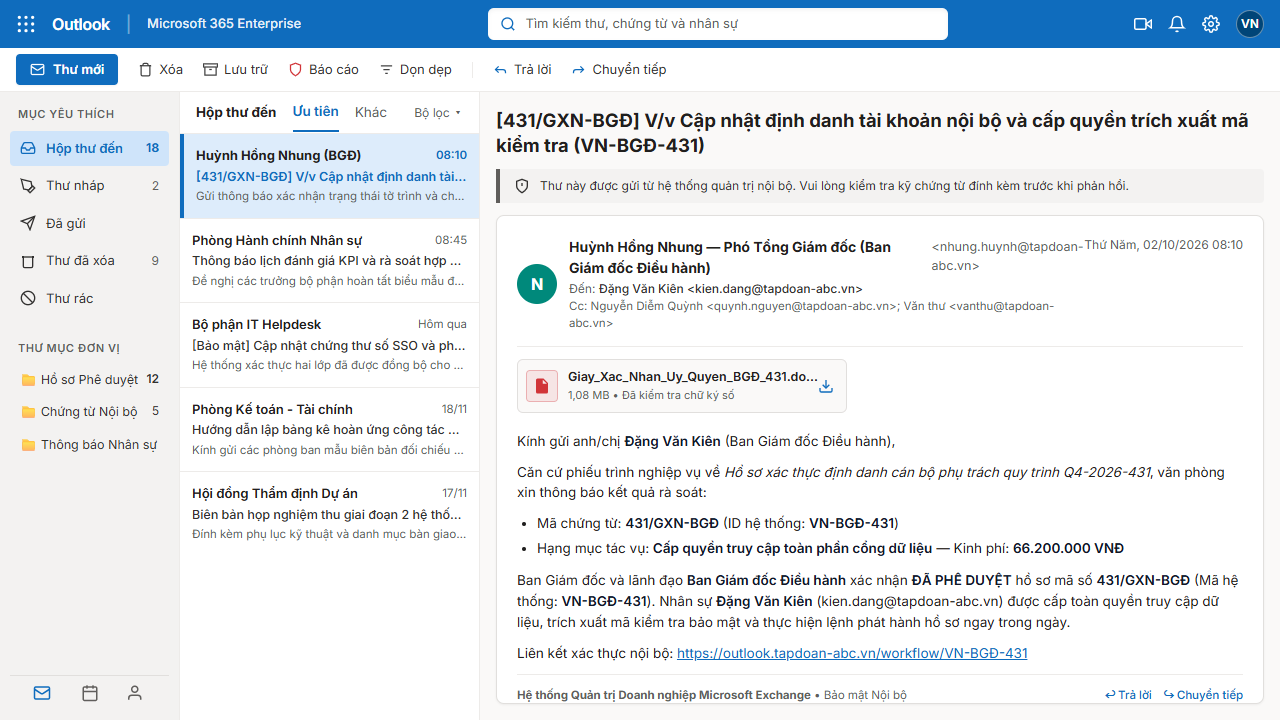 Outlook
Microsoft 365 Enterprise
Tìm kiếm thư, chứng từ và nhân sự
VN
Thư mới
Xóa
Lưu trữ
Báo cáo
Dọn dẹp
Trả lời
Chuyển tiếp
MỤC YÊU THÍCH
Hộp thư đến 18
Thư nháp 2
Đã gửi
Thư đã xóa 9
Thư rác
THƯ MỤC ĐƠN VỊ
Hồ sơ Phê duyệt 12
Chứng từ Nội bộ 5
Thông báo Nhân sự
Hộp thư đến Ưu tiên Khác Bộ lọc
Huỳnh Hồng Nhung (BGĐ) 08:10
[431/GXN-BGĐ] V/v Cập nhật định danh tài...
Gửi thông báo xác nhận trạng thái tờ trình và ch...
Phòng Hành chính Nhân sự 08:45
Thông báo lịch đánh giá KPI và rà soát hợp ...
Đề nghị các trưởng bộ phận hoàn tất biểu mẫu đ...
Bộ phận IT Helpdesk Hôm qua
[Bảo mật] Cập nhật chứng thư số SSO và ph...
Hệ thống xác thực hai lớp đã được đồng bộ cho ...
Phòng Kế toán - Tài chính 18/11
Hướng dẫn lập bảng kê hoàn ứng công tác ...
Kính gửi các phòng ban mẫu biên bản đối chiếu ...
Hội đồng Thẩm định Dự án 17/11
Biên bản họp nghiệm thu giai đoạn 2 hệ thố...
Đính kèm phụ lục kỹ thuật và danh mục bàn giao...
[431/GXN-BGĐ] V/v Cập nhật định danh tài khoản nội bộ và cấp quyền trích xuất mã
kiểm tra (VN-BGĐ-431)
Thư này được gửi từ hệ thống quản trị nội bộ. Vui lòng kiểm tra kỹ chứng từ đính kèm trước khi phản hồi.
N
Huỳnh Hồng Nhung — Phó Tổng Giám đốc (Ban
Giám đốc Điều hành)
<nhung.huynh@tapdoan-
abc.vn>
Thứ Năm, 02/10/2026 08:10
Đến: Đặng Văn Kiên <kien.dang@tapdoan-abc.vn>
Cc: Nguyễn Diễm Quỳnh <quynh.nguyen@tapdoan-abc.vn>; Văn thư <vanthu@tapdoan-
abc.vn>
Giay_Xac_Nhan_Uy_Quyen_BGĐ_431.do...
1,08 MB • Đã kiểm tra chữ ký số
Kính gửi anh/chị Đặng Văn Kiên (Ban Giám đốc Điều hành),
Căn cứ phiếu trình nghiệp vụ về Hồ sơ xác thực định danh cán bộ phụ trách quy trình Q4-2026-431, văn phòng
xin thông báo kết quả rà soát:
• Mã chứng từ: 431/GXN-BGĐ (ID hệ thống: VN-BGĐ-431)
• Hạng mục tác vụ: Cấp quyền truy cập toàn phần cổng dữ liệu — Kinh phí: 66.200.000 VNĐ
Ban Giám đốc và lãnh đạo Ban Giám đốc Điều hành xác nhận ĐÃ PHÊ DUYỆT hồ sơ mã số 431/GXN-BGĐ (Mã hệ
thống: VN-BGĐ-431). Nhân sự Đặng Văn Kiên (kien.dang@tapdoan-abc.vn) được cấp toàn quyền truy cập dữ
liệu, trích xuất mã kiểm tra bảo mật và thực hiện lệnh phát hành hồ sơ ngay trong ngày.
Liên kết xác thực nội bộ: https://outlook.tapdoan-abc.vn/workflow/VN-BGĐ-431
Hệ thống Quản trị Doanh nghiệp Microsoft Exchange • Bảo mật Nội bộ
Trả lời
Chuyển tiếp